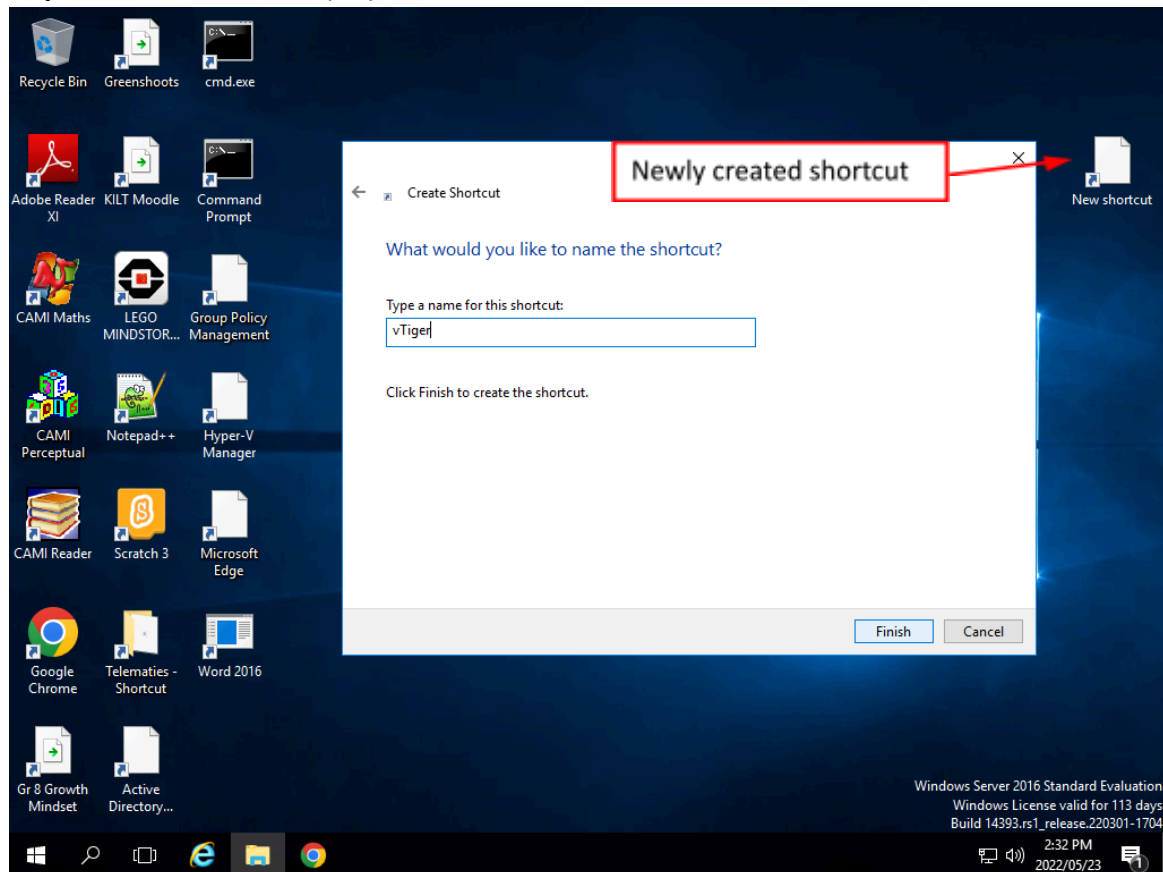 Recycle Bin
Greenshoots
cmd.exe
Adobe Reader
XI
KILT Moodle
Command
Prompt
Newly created shortcut
New shortcut
Create Shortcut
What would you like to name the shortcut?
Type a name for this shortcut:
vTiger
Click Finish to create the shortcut.
Finish
Cancel
CAMI Maths
LEGO
MINDSTOR...
Group Policy
Management
CAMI
Perceptual
Notepad++
Hyper-V
Manager
CAMI Reader
Scratch 3
Microsoft
Edge
Google
Chrome
Telematies -
Shortcut
Word 2016
Gr 8 Growth
Mindset
Active
Directory...
Windows Server 2016 Standard Evaluation
Windows License valid for 113 days
Build 14393.rs1_release.220301-1704
2:32 PM
2022/05/23